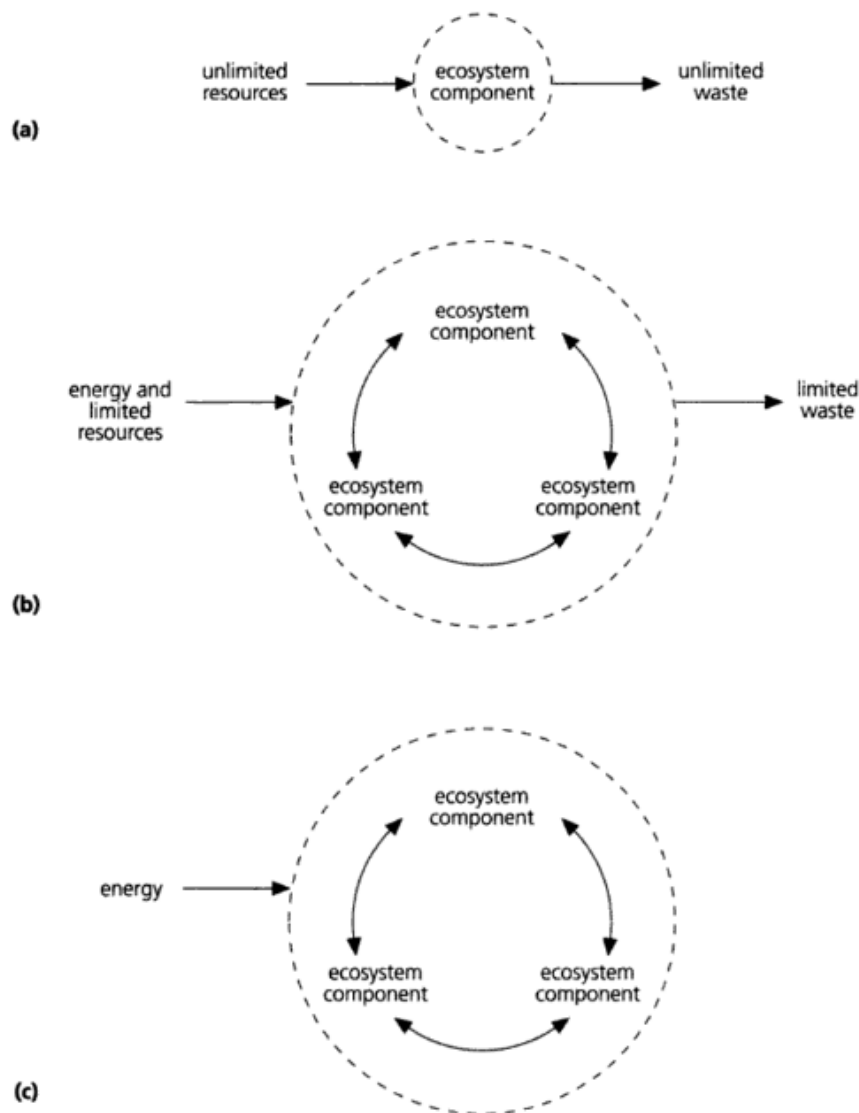 unlimited
resources
ecosystem
component
unlimited
waste
(a)
ecosystem
component
energy and
limited
resources
limited
waste
ecosystem
component
ecosystem
component
(b)
ecosystem
component
energy
ecosystem
component
ecosystem
component
(c)